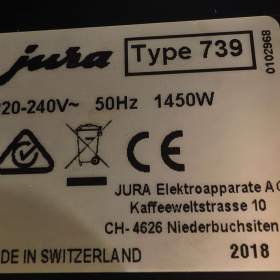 jura
Type 739
0102968
220-240V~ 50Hz 1450W
CE
JURA Elektroapparate AG
Kaffeeweltstrasse 10
CH- 4626 Niederbuchsiten
MADE IN SWITZERLAND 2018